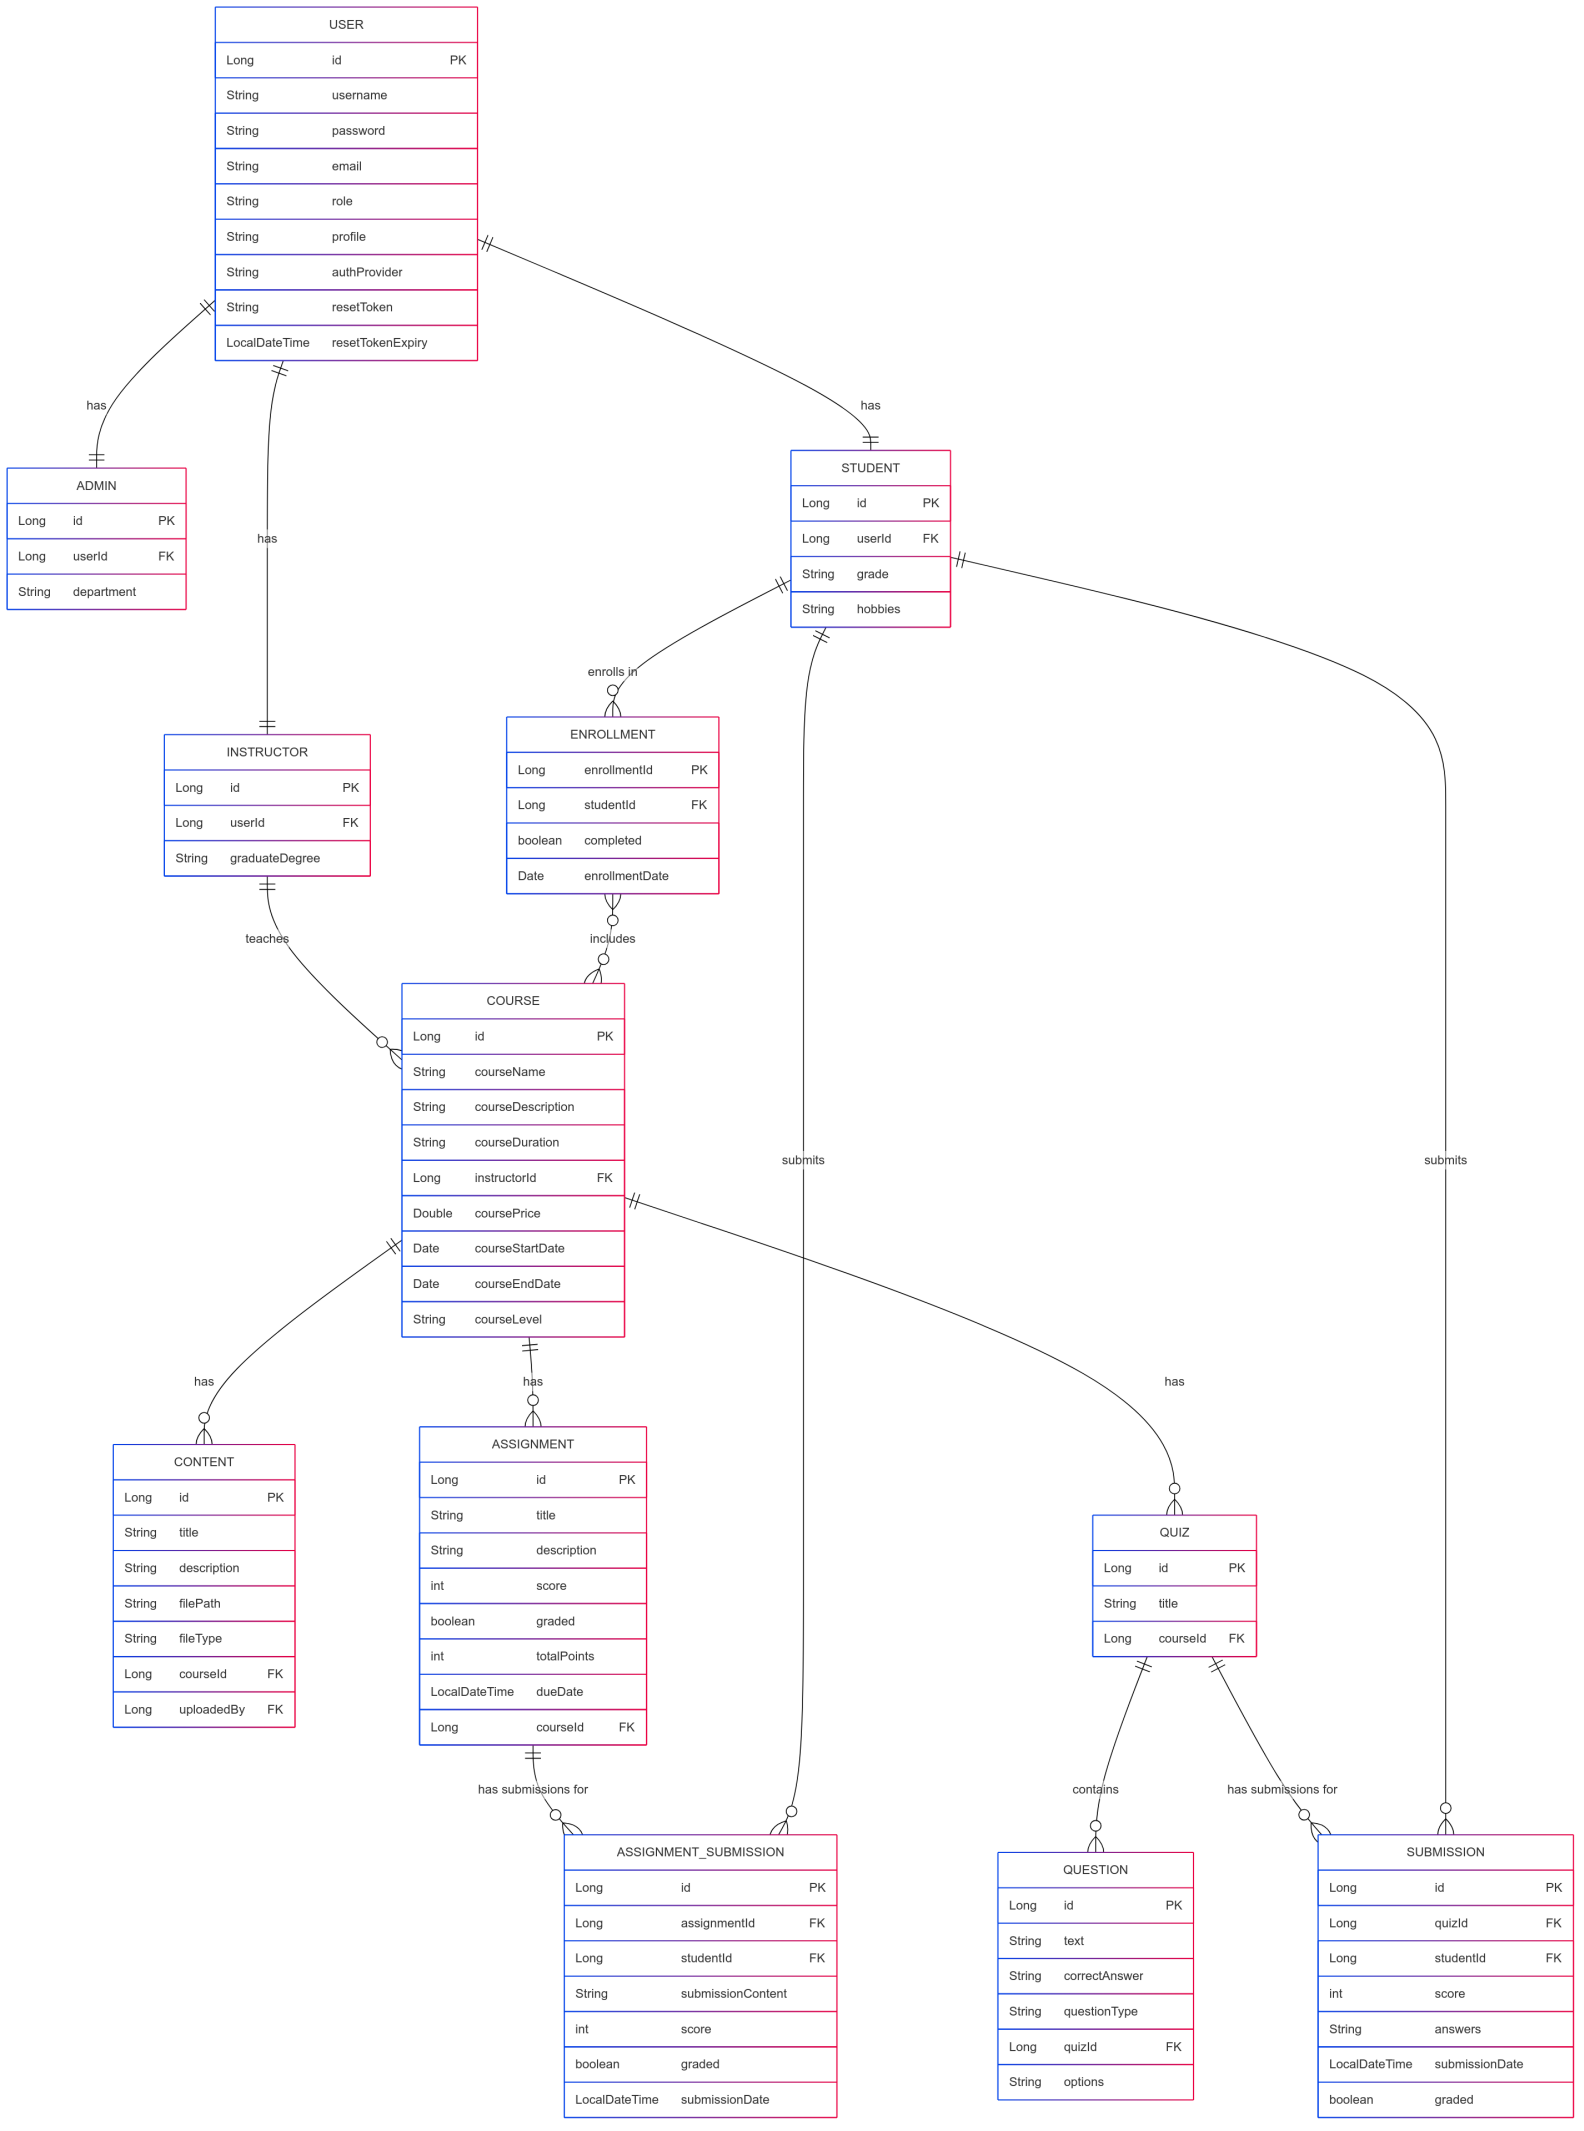 USER
Long id PK
String username
String password
String email
String role
String profile
String authProvider
String resetToken
LocalDateTime resetTokenExpiry
has
has
has
ADMIN
Long id PK
Long userId FK
String department
STUDENT
Long id PK
Long userId FK
String grade
String hobbies
enrolls in
INSTRUCTOR
Long id PK
Long userId FK
String graduateDegree
ENROLLMENT
Long enrollmentId PK
Long studentId FK
boolean completed
Date enrollmentDate
teaches
includes
COURSE
Long id PK
String courseName
String courseDescription
String courseDuration
Long instructorId FK
Double coursePrice
Date courseStartDate
Date courseEndDate
String courseLevel
submits
submits
has
has
has
CONTENT
Long id PK
String title
String description
String filePath
String fileType
Long courseId FK
Long uploadedBy FK
ASSIGNMENT
Long id PK
String title
String description
int score
boolean graded
int totalPoints
LocalDateTime dueDate
Long courseId FK
QUIZ
Long id PK
String title
Long courseId FK
has submissions for
contains
has submissions for
ASSIGNMENT_SUBMISSION
Long id PK
Long assignmentId FK
Long studentId FK
String submissionContent
int score
boolean graded
LocalDateTime submissionDate
QUESTION
Long id PK
String text
String correctAnswer
String questionType
Long quizId FK
String options
SUBMISSION
Long id PK
Long quizId FK
Long studentId FK
int score
String answers
LocalDateTime submissionDate
boolean graded